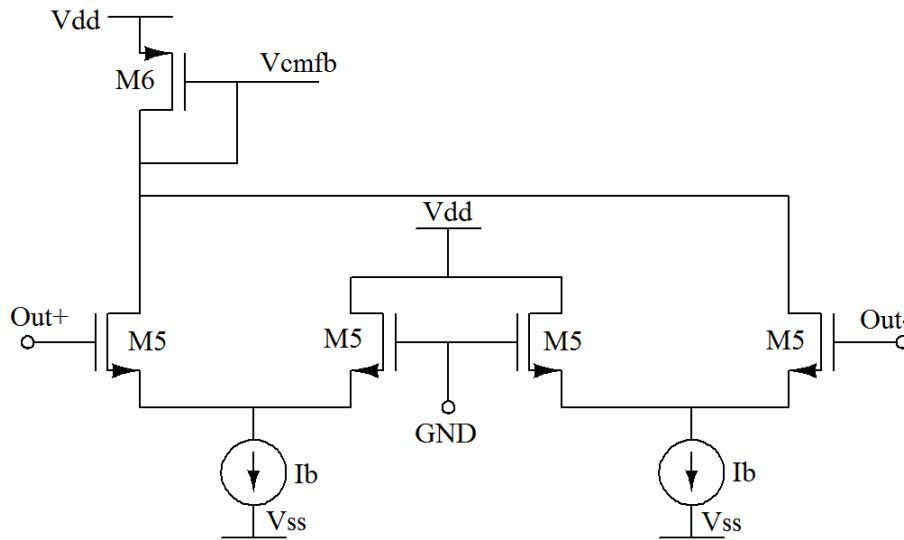 Vdd
M6
Vcmfb
Vdd
Out+
M5
M5
M5
M5
Out-
GND
Ib
Ib
Vss
Vss